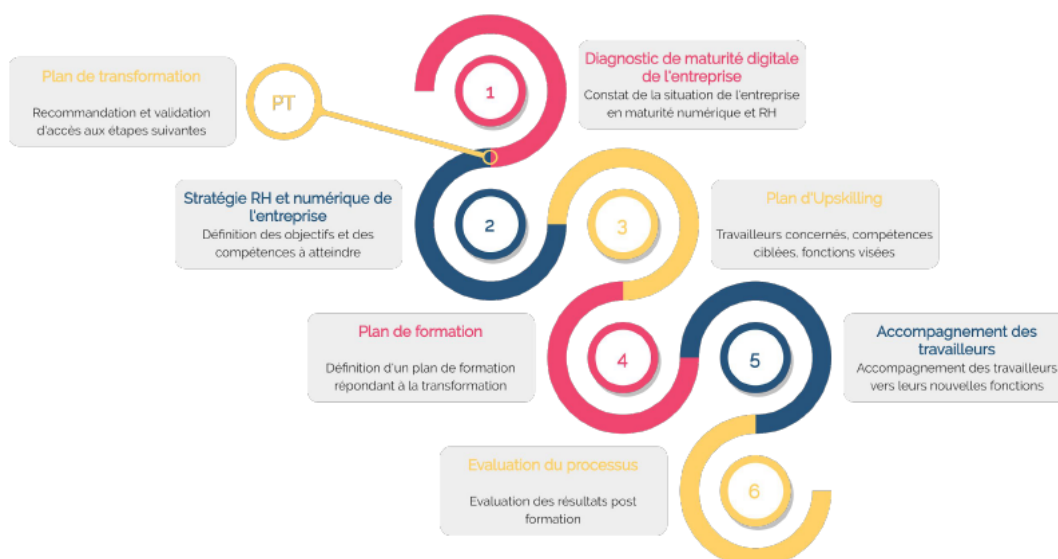 1
Diagnostic de maturité digitale
de l'entreprise
Constat de la situation de l'entreprise
en maturité numérique et RH
Plan de transformation
Recommandation et validation
d'accès aux étapes suivantes
PT
Stratégie RH et numérique de
l'entreprise
Définition des objectifs et des
compétences à atteindre
2
3
Plan d'Upskilling
Travailleurs concernés, compétences
ciblées, fonctions visées
Plan de formation
Définition d'un plan de formation
répondant à la transformation
4
5
Accompagnement des
travailleurs
Accompagnement des travailleurs
vers leurs nouvelles fonctions
Evaluation du processus
Evaluation des résultats post
formation
6